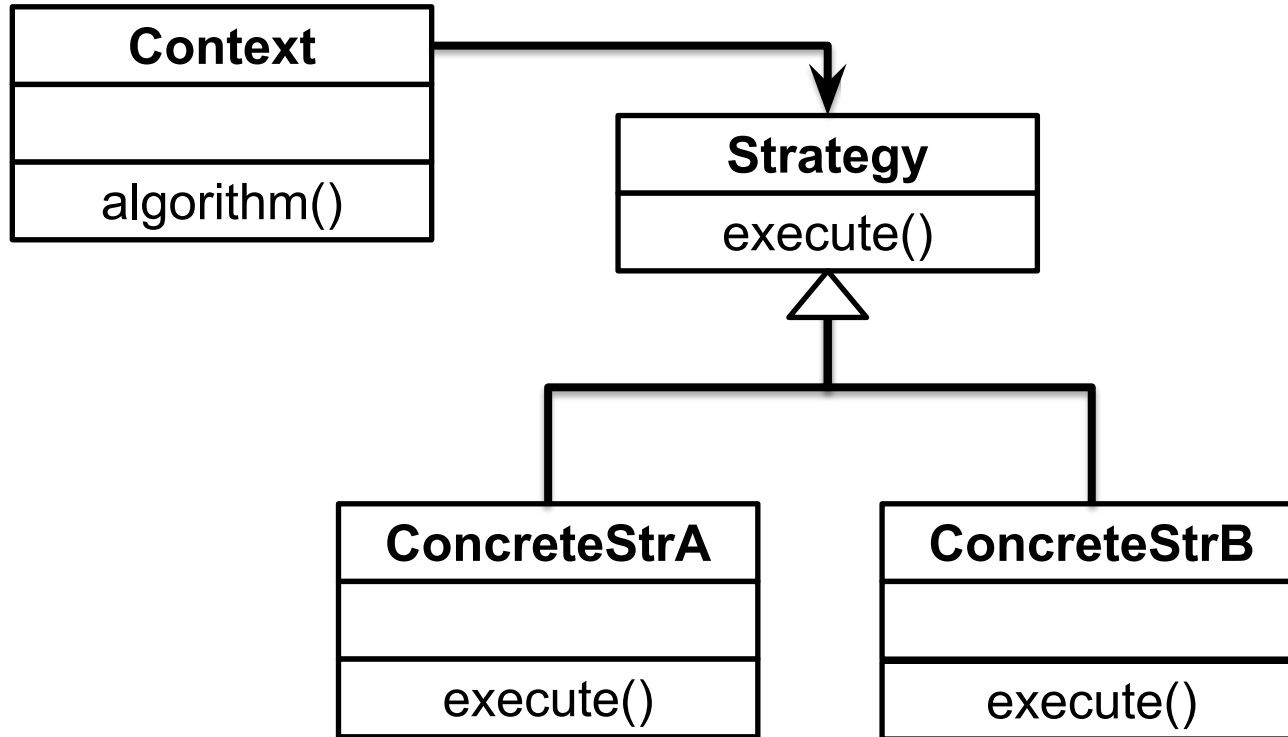 Context
algorithm()
Strategy
execute()
ConcreteStrA
execute()
ConcreteStrB
execute()